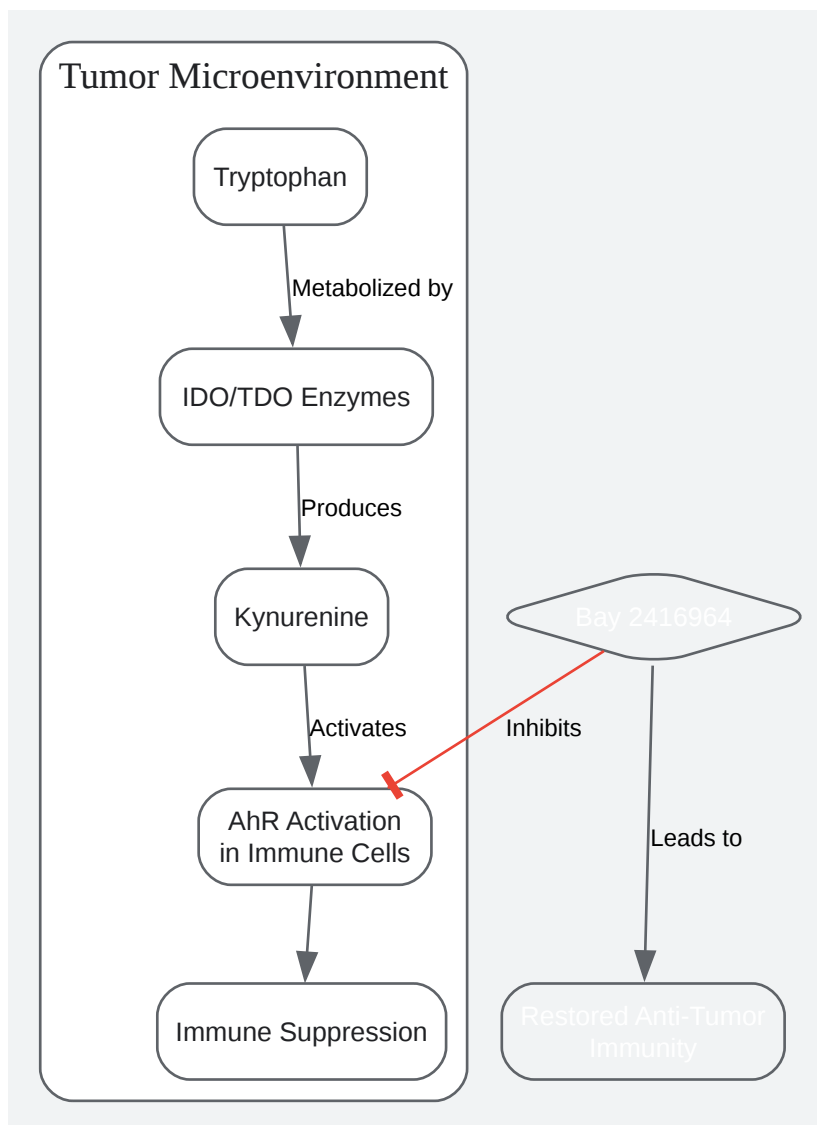 Tumor Microenvironment
Tryptophan
Metabolized by
IDO/TDO Enzymes
Produces
Kynurenine
Bay 2416964
Activates
Inhibits
AhR Activation
in Immune Cells
Leads to
Immune Suppression
Restored Anti-Tumor
Immunity